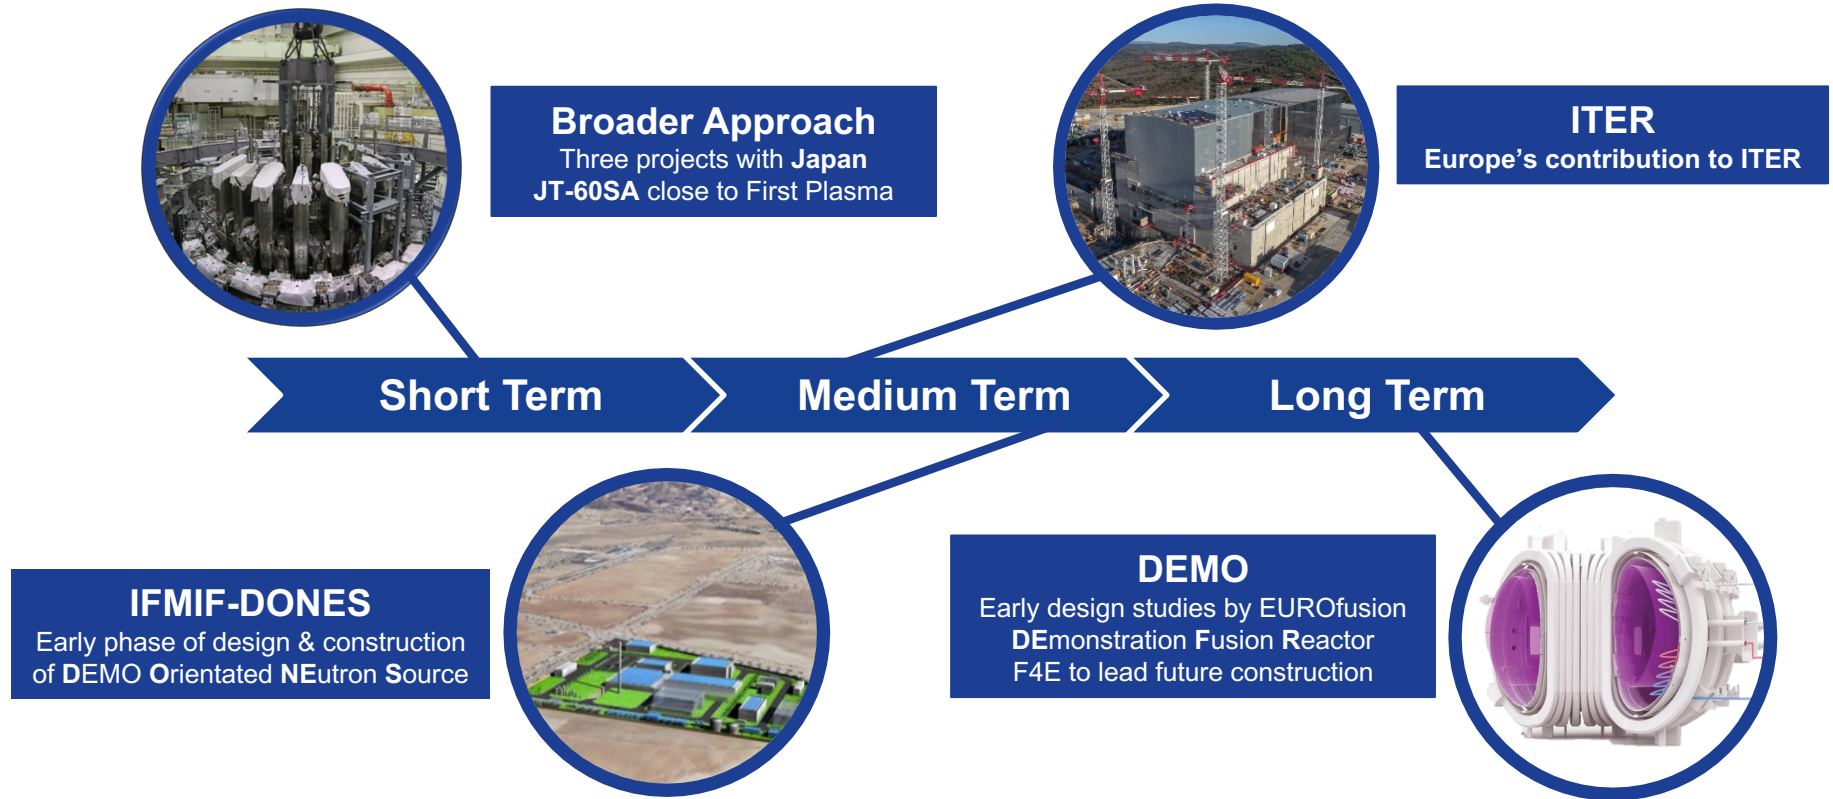 Broader Approach
Three projects with Japan
JT-60SA close to First Plasma
ITER
Europe's contribution to ITER
Short Term
Medium Term
Long Term
IFMIF-DONES
Early phase of design & construction
of DEMO Orientated NEutron Source
DEMO
Early design studies by EUROfusion
DEmonstration Fusion Reactor
F4E to lead future construction